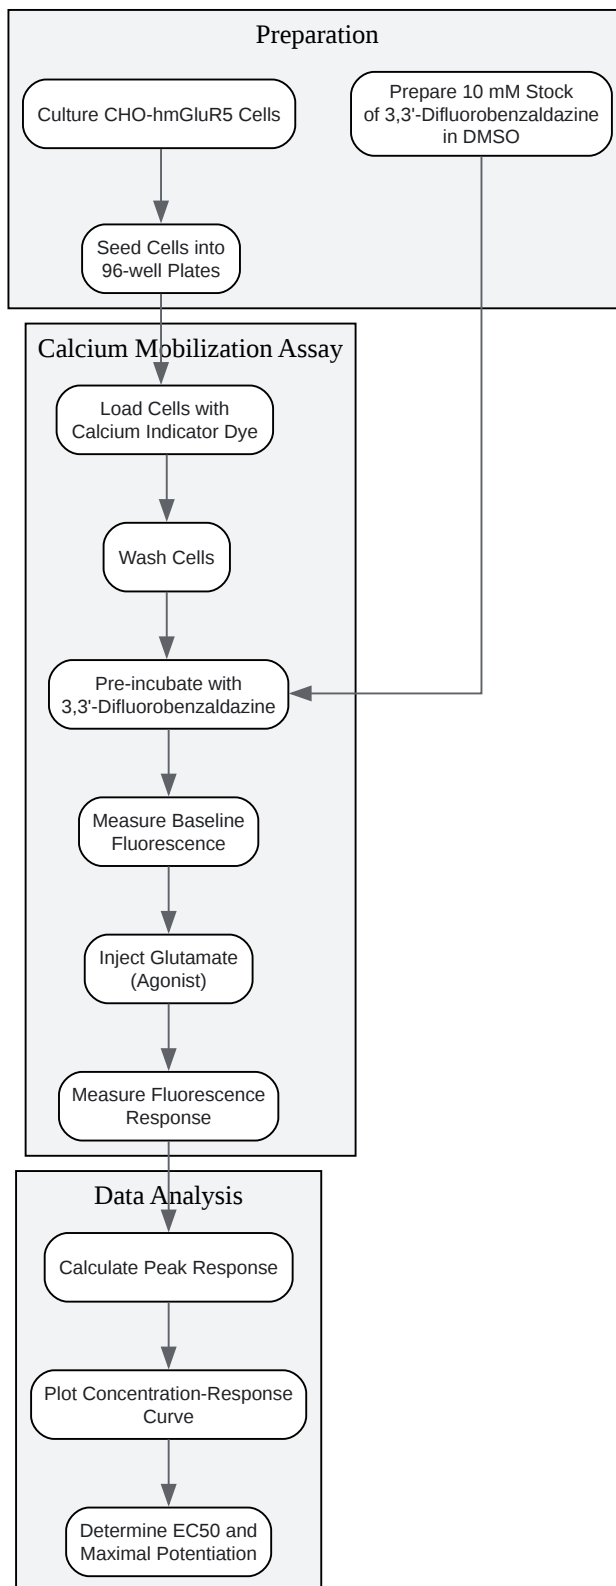 Preparation
Culture CHO-hmGluR5 Cells
Prepare 10 mM Stock
of 3,3'-Difluorobenzaldazine
in DMSO
Seed Cells into
96-well Plates
Calcium Mobilization Assay
Load Cells with
Calcium Indicator Dye
Wash Cells
Pre-incubate with
3,3'-Difluorobenzaldazine
Measure Baseline
Fluorescence
Inject Glutamate
(Agonist)
Measure Fluorescence
Response
Data Analysis
Calculate Peak Response
Plot Concentration-Response
Curve
Determine EC50 and
Maximal Potentiation